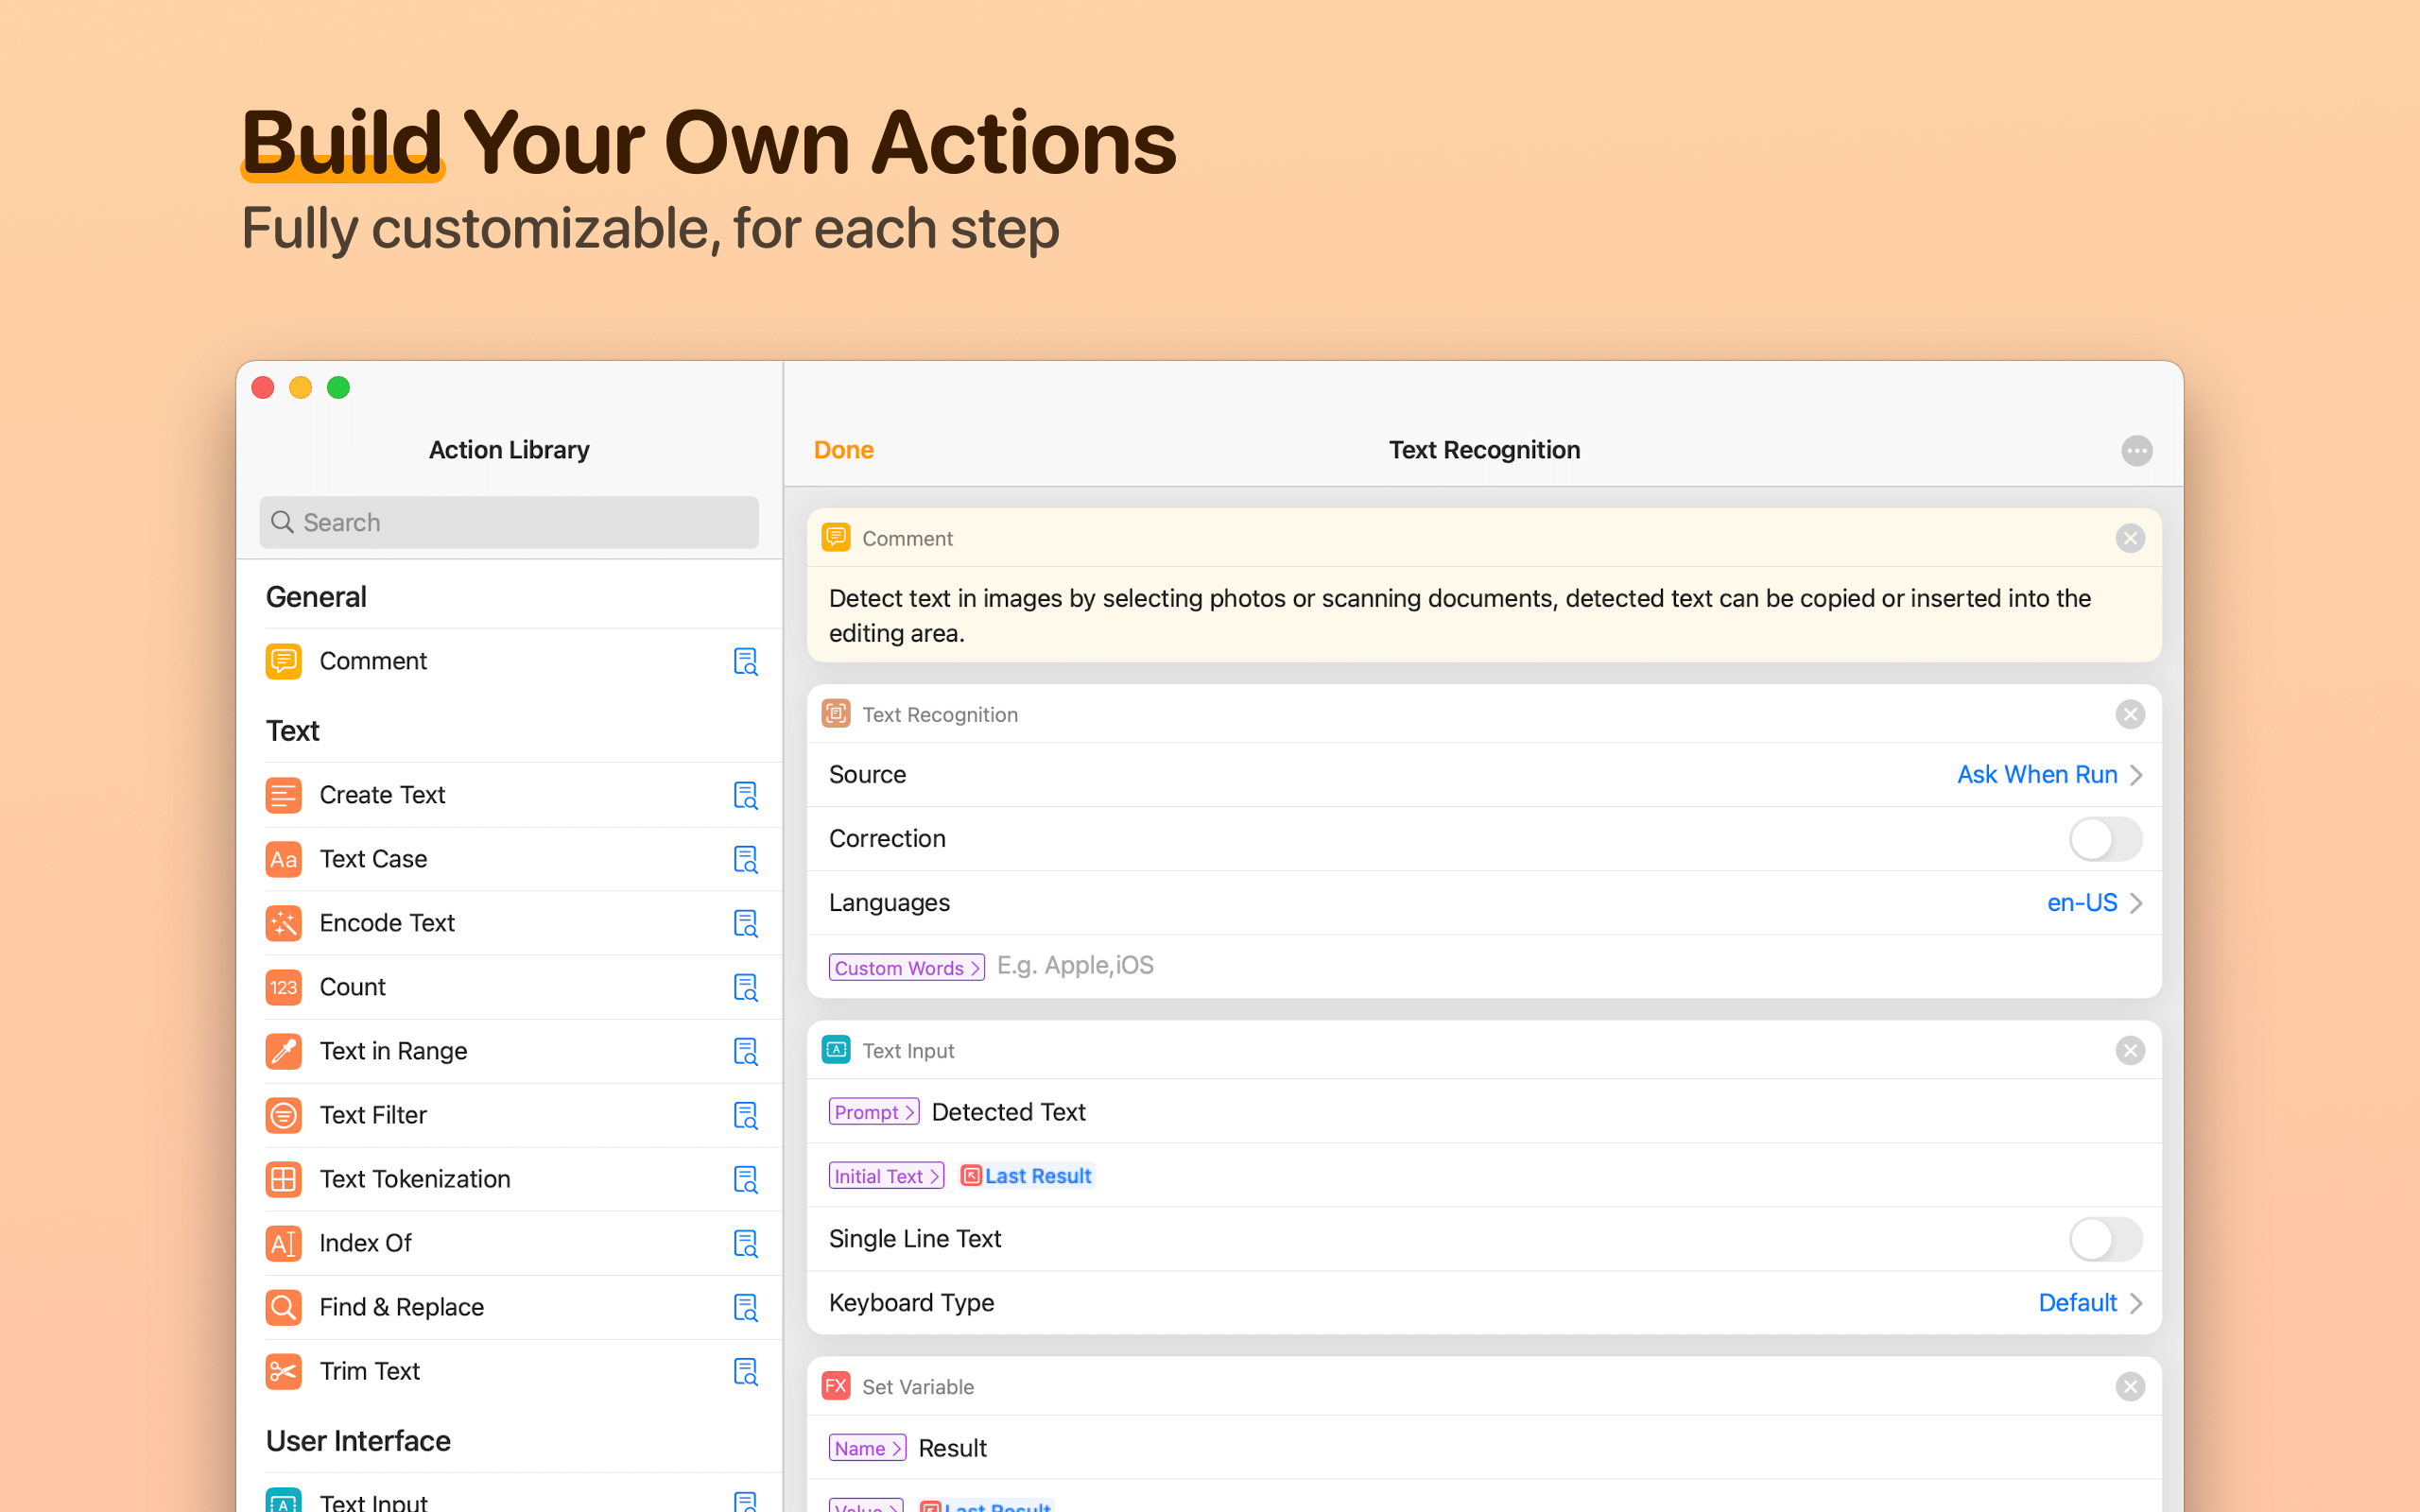 Build Your Own Actions
Fully customizable, for each step
Action Library
Search
General
Comment
Text
Create Text
Aa Text Case
Encode Text
123 Count
Text in Range
Text Filter
Text Tokenization
A Index Of
Find & Replace
Trim Text
User Interface
A Text Input
Done
Text Recognition
Comment
Detect text in images by selecting photos or scanning documents, detected text can be copied or inserted into the
editing area.
Text Recognition
Source Ask When Run
Correction
Languages en-US
Custom Words E.g. Apple,iOS
A Text Input
Prompt Detected Text
Initial Text Last Result
Single Line Text
Keyboard Type Default
FX Set Variable
Name Result
Value Last Result